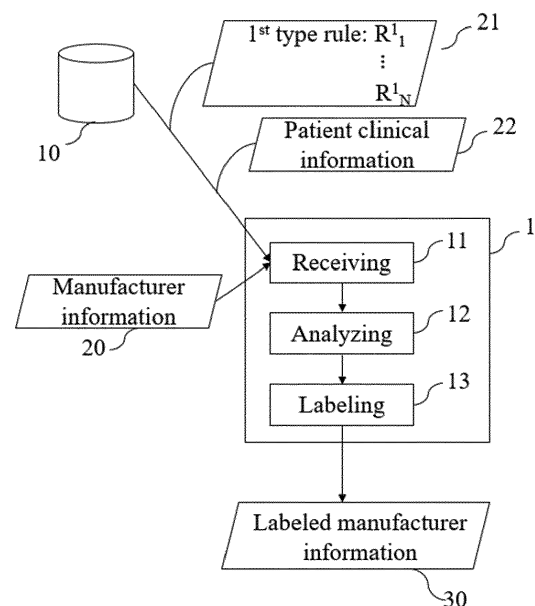 1st type rule: R¹₁
⋮
R¹N
21
10
Patient clinical
information
22
1
Receiving
11
Manufacturer
information
20
Analyzing
12
Labeling
13
Labeled manufacturer
information
30